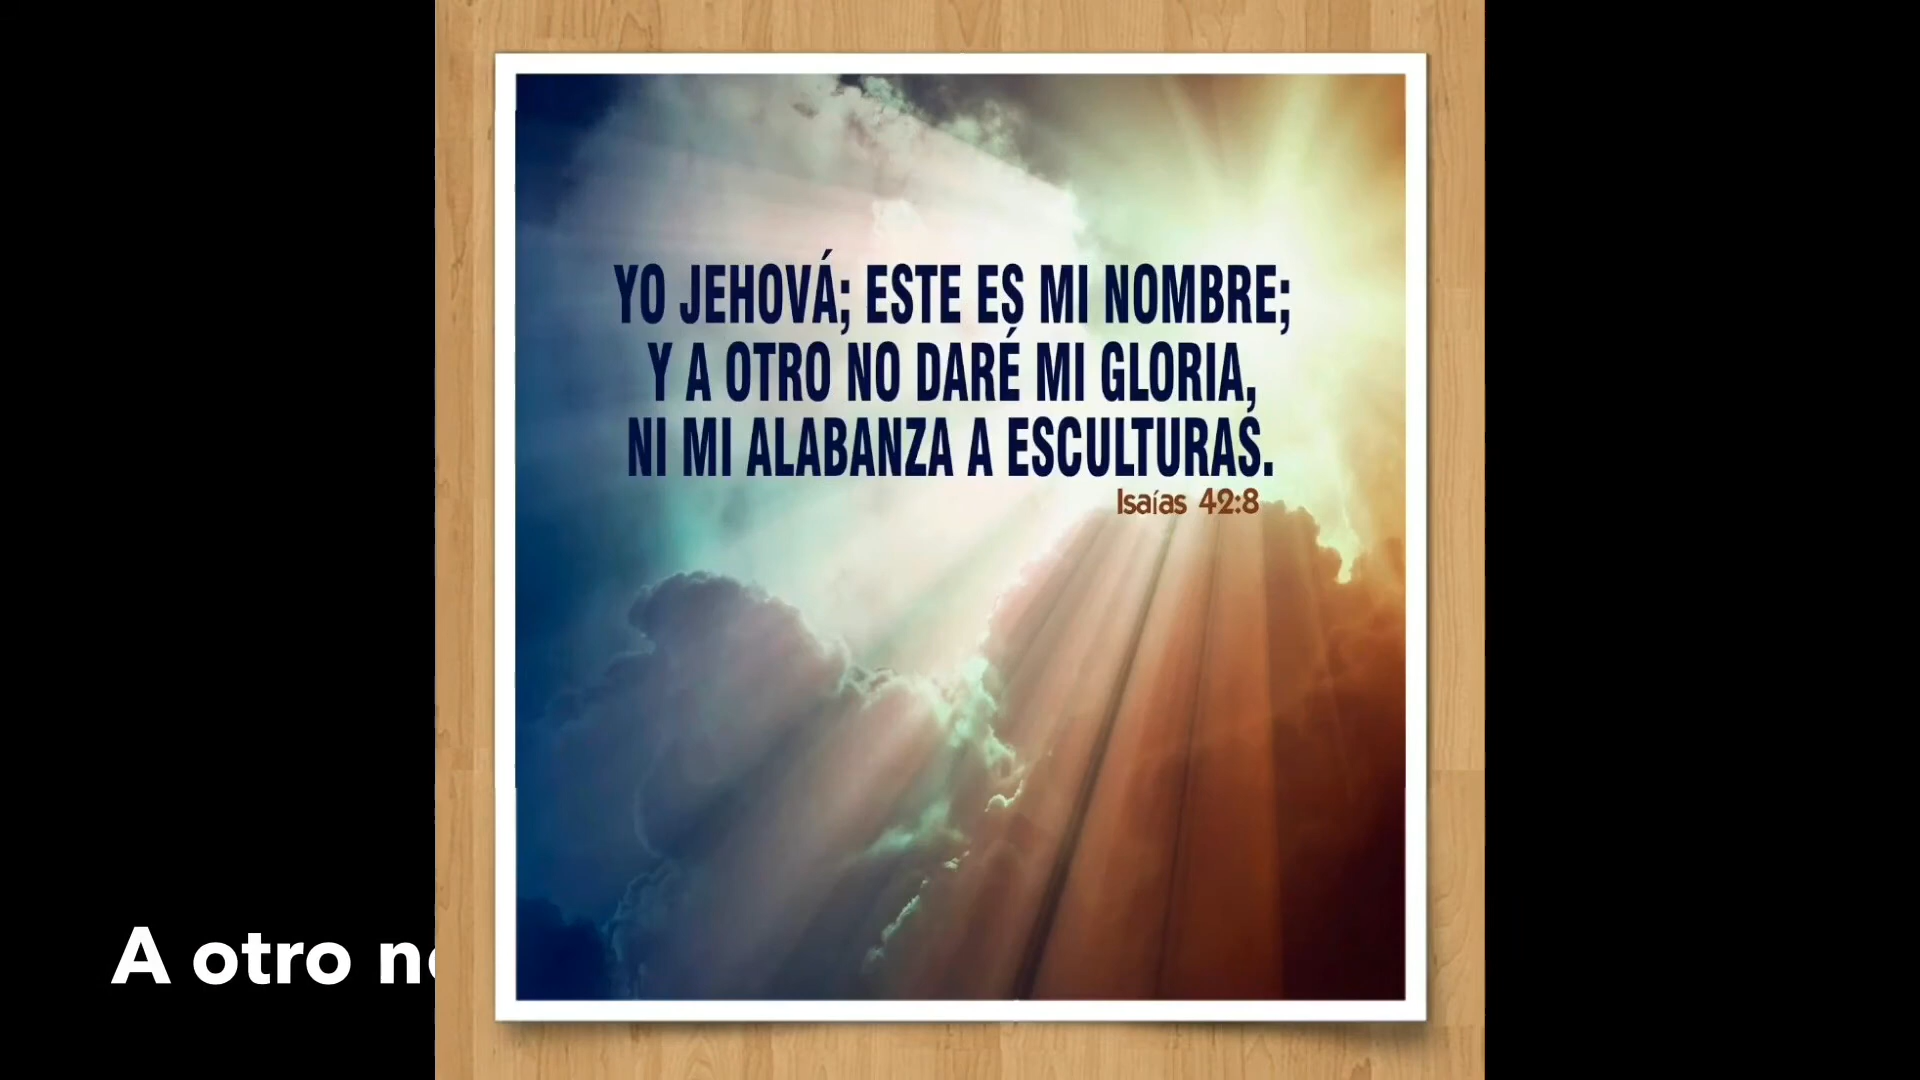 YO JEHOVÁ; ESTE ES MI NOMBRE;
Y A OTRO NO DARÉ MI GLORIA,
NI MI ALABANZA A ESCULTURAS.
Isaías 42:8
A otro